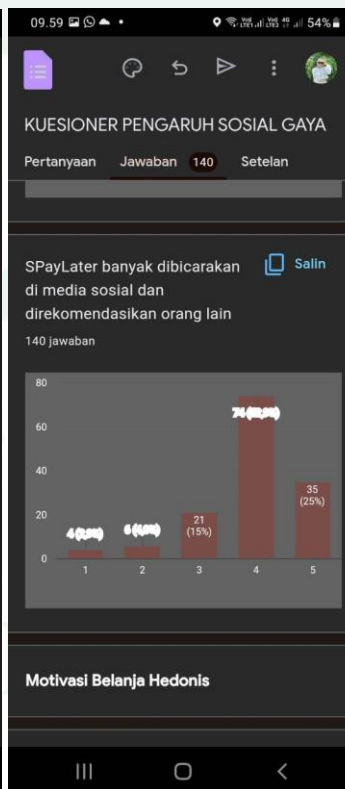 09.59
54%
KUESIONER PENGARUH SOSIAL GAYA
Pertanyaan Jawaban 140 Setelan
SPayLater banyak dibicarakan
di media sosial dan
direkomendasikan orang lain
Salin
140 jawaban
80
60
40
20
0
21
(15%)
35
(25%)
1 2 3 4 5
Motivasi Belanja Hedonis